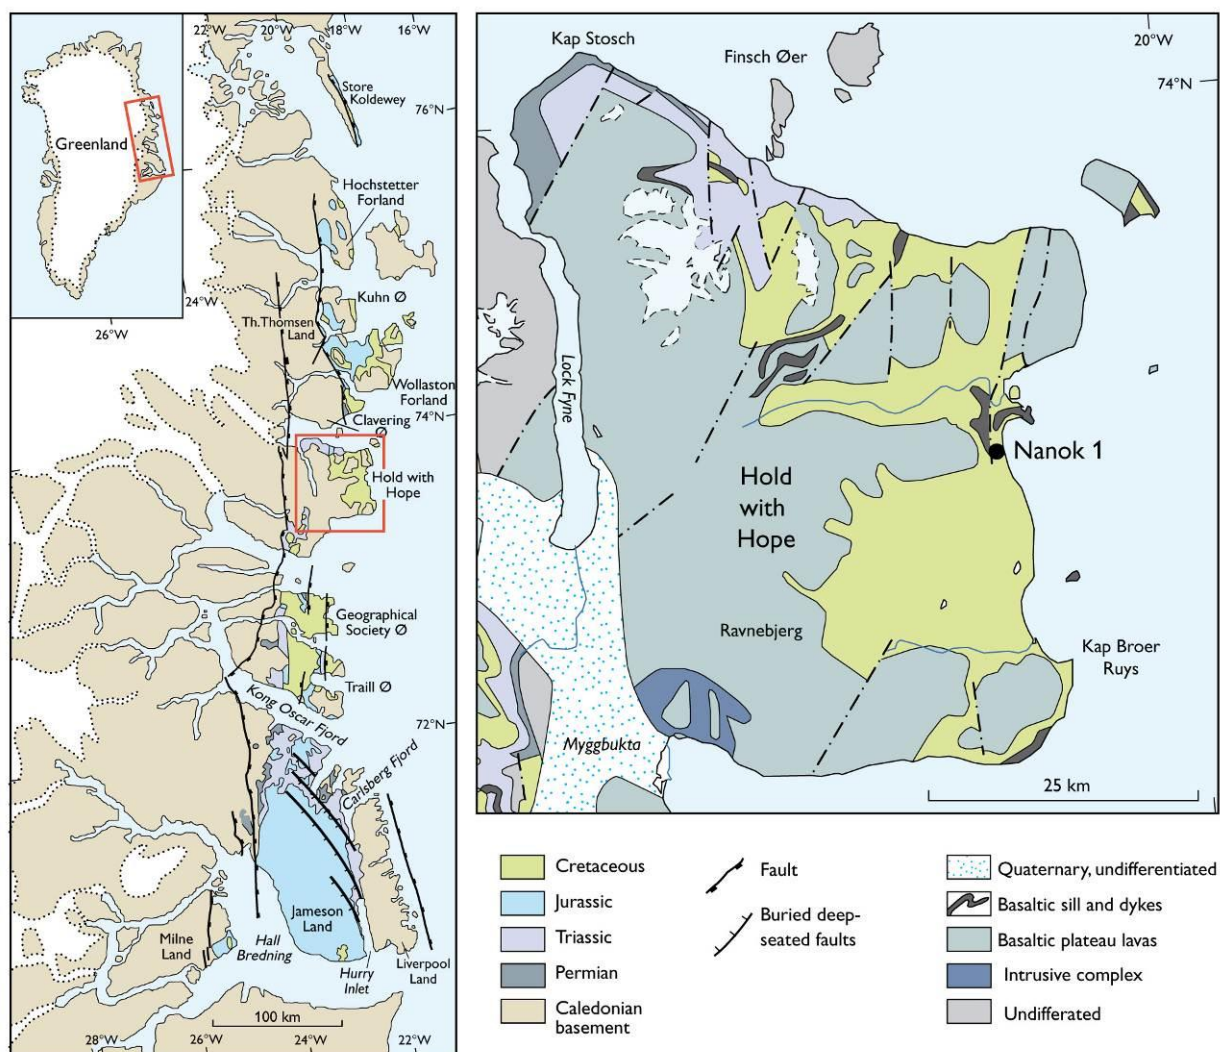 22°W
20°W
18°W
16°W
Store
Koldewey
76°N
Greenland
Hochstetter
Forland
24°W
26°W
Kuhn Ø
Th. Thomsen
Land
Wollaston
Forland
74°N
Clavering
Ø
Hold with
Hope
Geographical
Society Ø
Traill Ø
Kong Oscar Fjord
72°N
Carlsberg Fjord
Jameson
Land
Milne
Land
Hall
Bredning
Hurry
Inlet
Liverpool
Land
100 km
28°W
26°W
24°W
22°W
Kap Stosch
Finsch Øer
20°W
74°N
Lock Fyne
Nanok 1
Hold
with
Hope
Ravnebjerg
Kap Broer
Ruys
Myggbukta
25 km
Cretaceous
Jurassic
Triassic
Permian
Caledonian
basement
Fault
Buried deep-
seated faults
Quaternary, undifferentiated
Basaltic sill and dykes
Basaltic plateau lavas
Intrusive complex
Undifferated